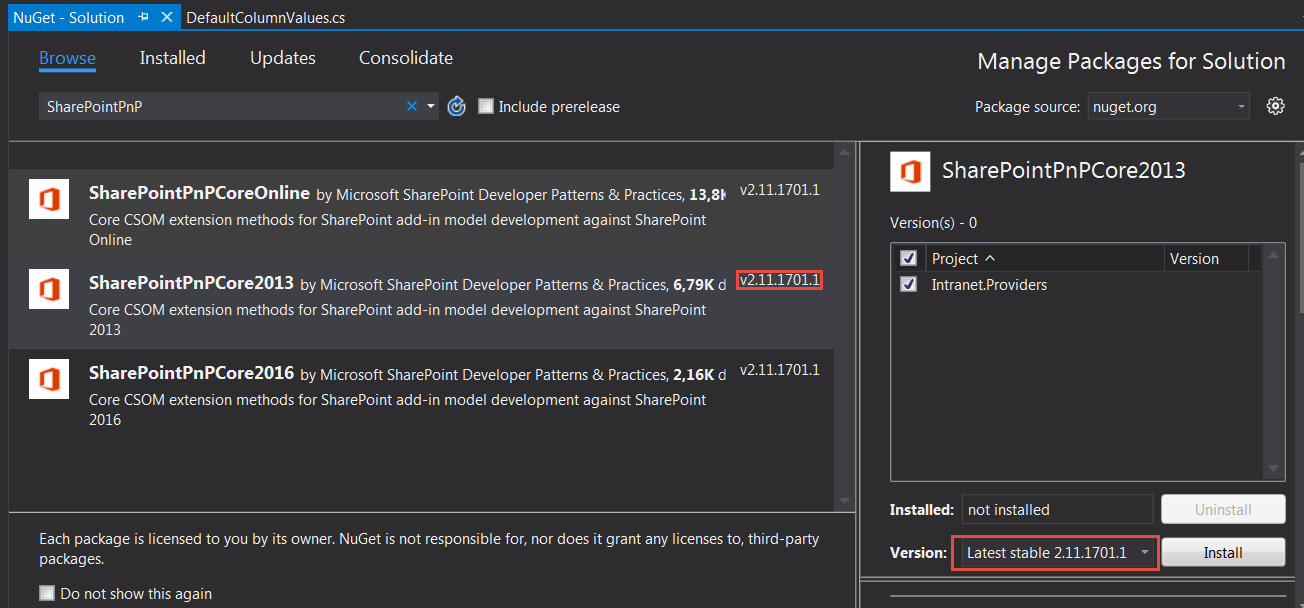 NuGet - Solution
DefaultColumnValues.cs
Browse
Installed
Updates
Consolidate
Manage Packages for Solution
SharePointPnP
Include prerelease
Package source:
nuget.org
SharePointPnPCoreOnline by Microsoft SharePoint Developer Patterns & Practices, 13,8K
v2.11.1701.1
Core CSOM extension methods for SharePoint add-in model development against SharePoint
Online
SharePointPnPCore2013 by Microsoft SharePoint Developer Patterns & Practices, 6,79K d
v2.11.1701.1
Core CSOM extension methods for SharePoint add-in model development against SharePoint
2013
SharePointPnPCore2016 by Microsoft SharePoint Developer Patterns & Practices, 2,16K d
v2.11.1701.1
Core CSOM extension methods for SharePoint add-in model development against SharePoint
2016
Each package is licensed to you by its owner. NuGet is not responsible for, nor does it grant any licenses to, third-party
packages.
Do not show this again
SharePointPnPCore2013
Version(s) - 0
Project
Version
Intranet.Providers
Installed:
not installed
Uninstall
Version:
Latest stable 2.11.1701.1
Install